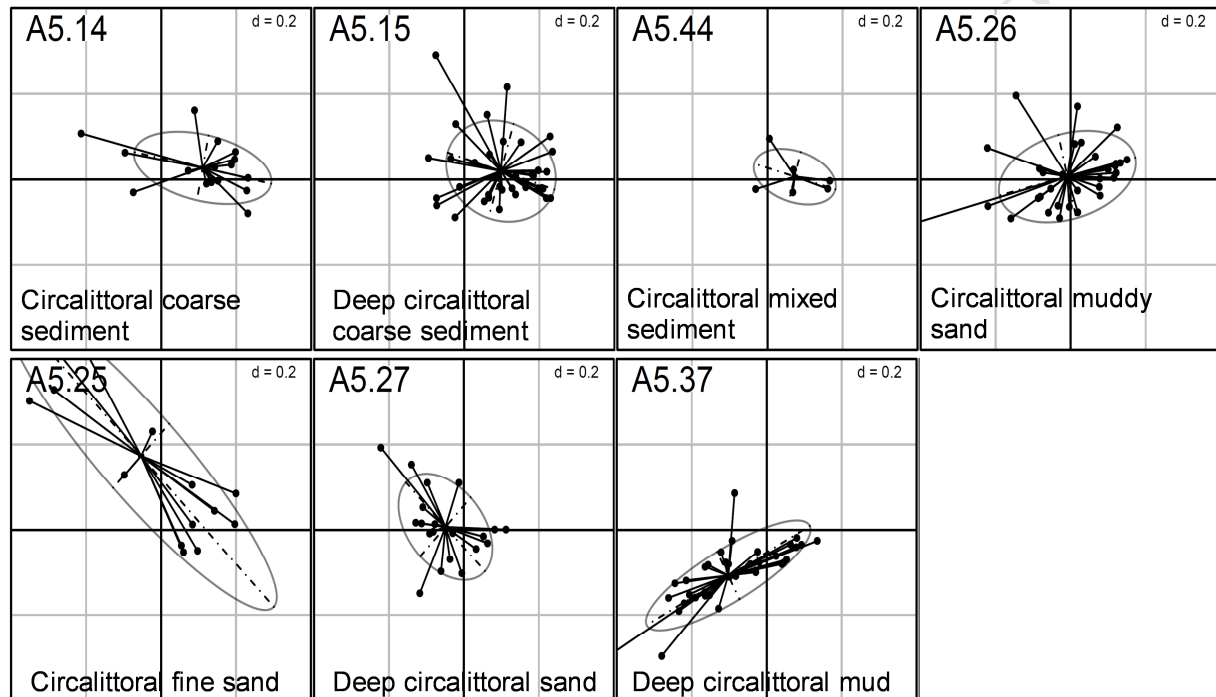 A5.14 d = 0.2
Circalittoral coarse
sediment
A5.15 d = 0.2
Deep circalittoral
coarse sediment
A5.44 d = 0.2
Circalittoral mixed
sediment
A5.26 d = 0.2
Circalittoral muddy
sand
A5.25 d = 0.2
Circalittoral fine sand
A5.27 d = 0.2
Deep circalittoral sand
A5.37 d = 0.2
Deep circalittoral mud